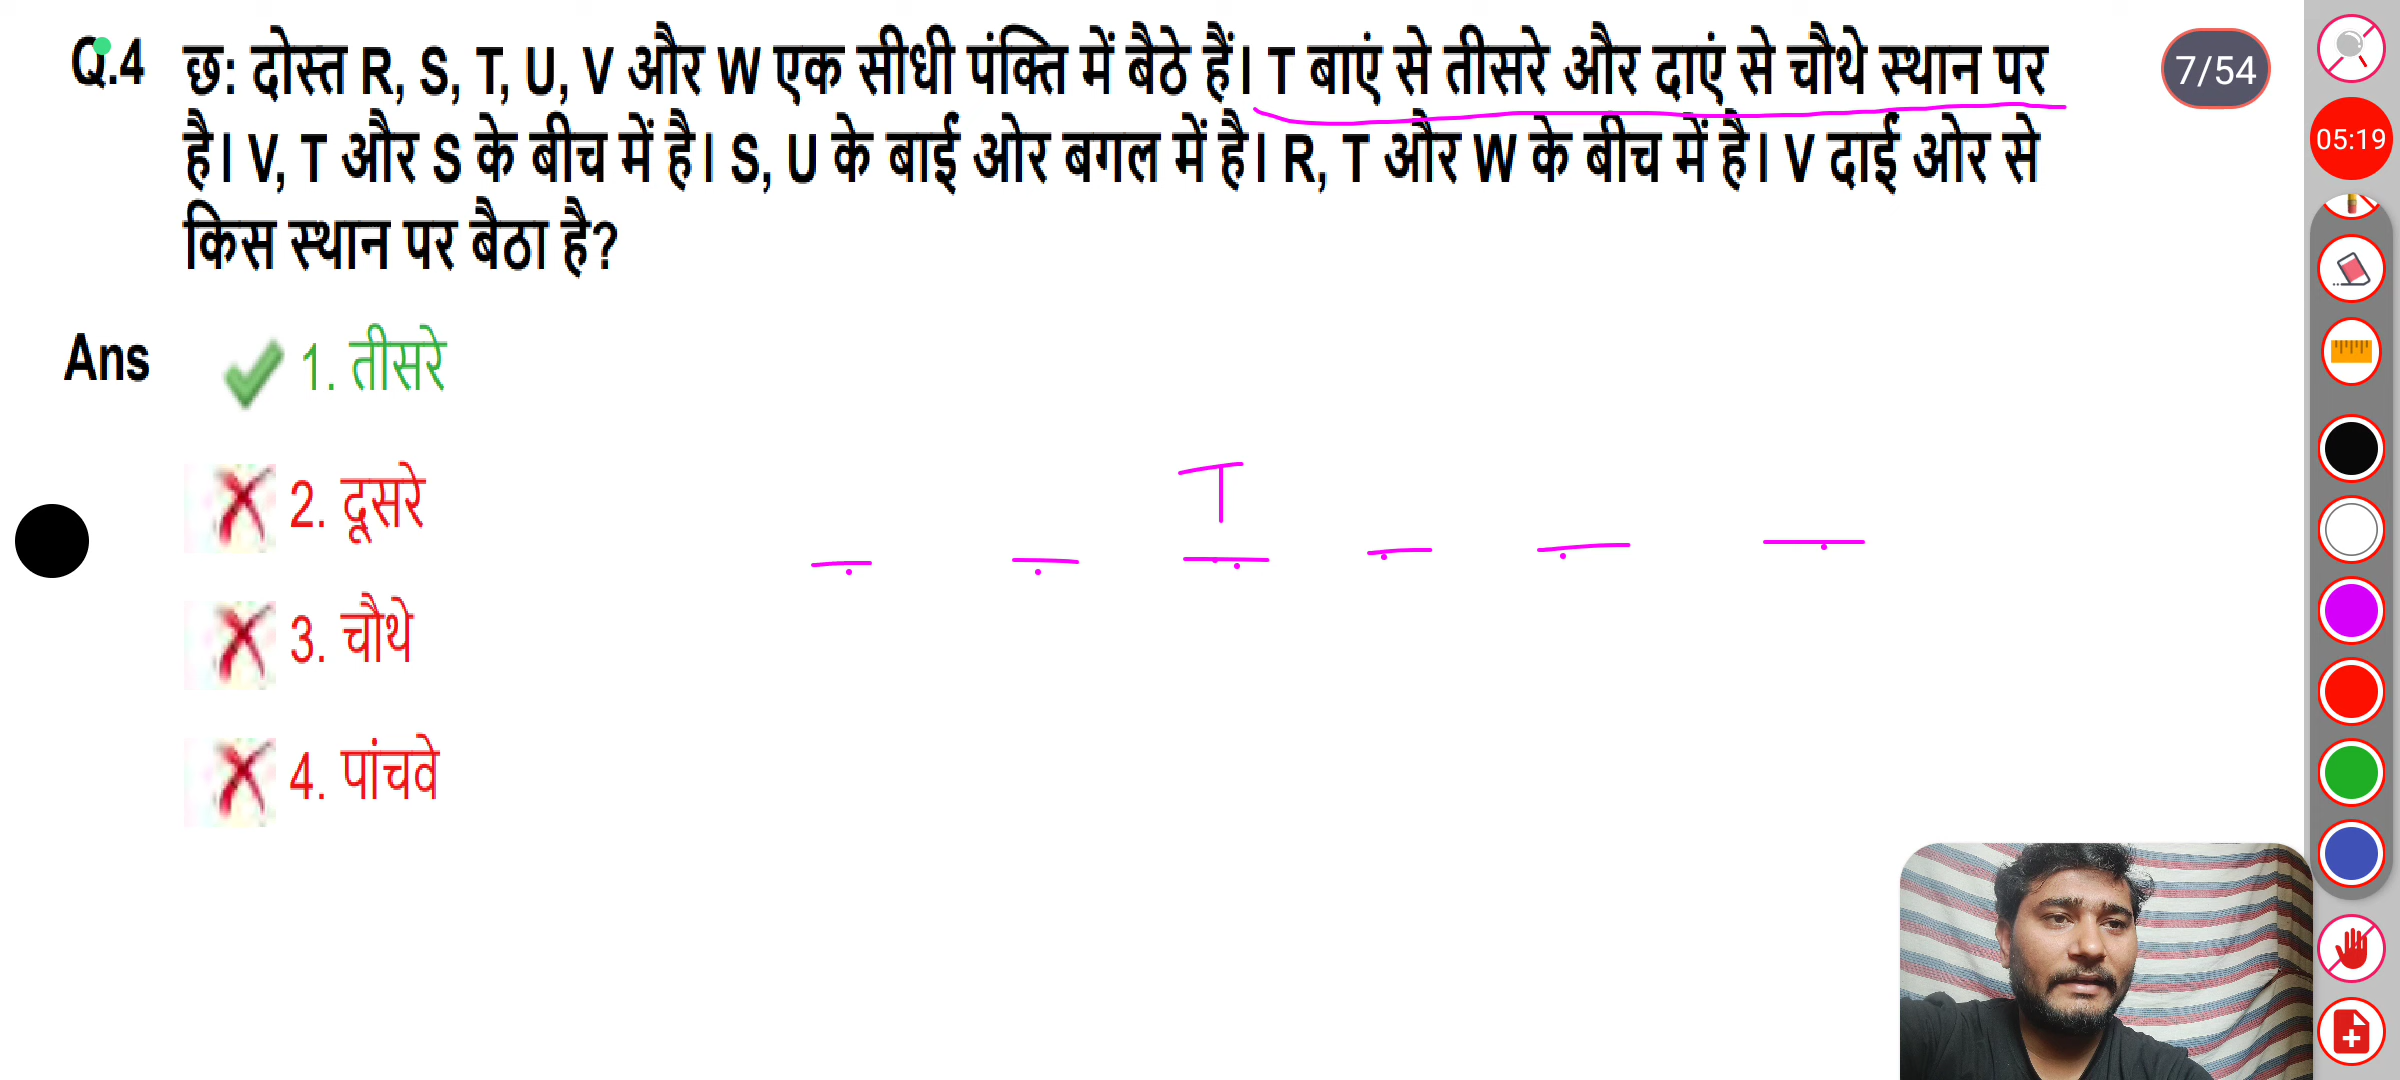 Q.4 छ: दोस्त R, S, T, U, V और W एक सीधी पंक्ति में बैठे हैं। T बाएं से तीसरे और दाएं से चौथे स्थान पर
है। V, T और S के बीच में है। S, U के बाई ओर बगल में है। R, T और W के बीच में है। V दाई ओर से
किस स्थान पर बैठा है?
Ans 1. तीसरे
2. दूसरे
3. चौथे
4. पांचवे
T
7/54
05:19